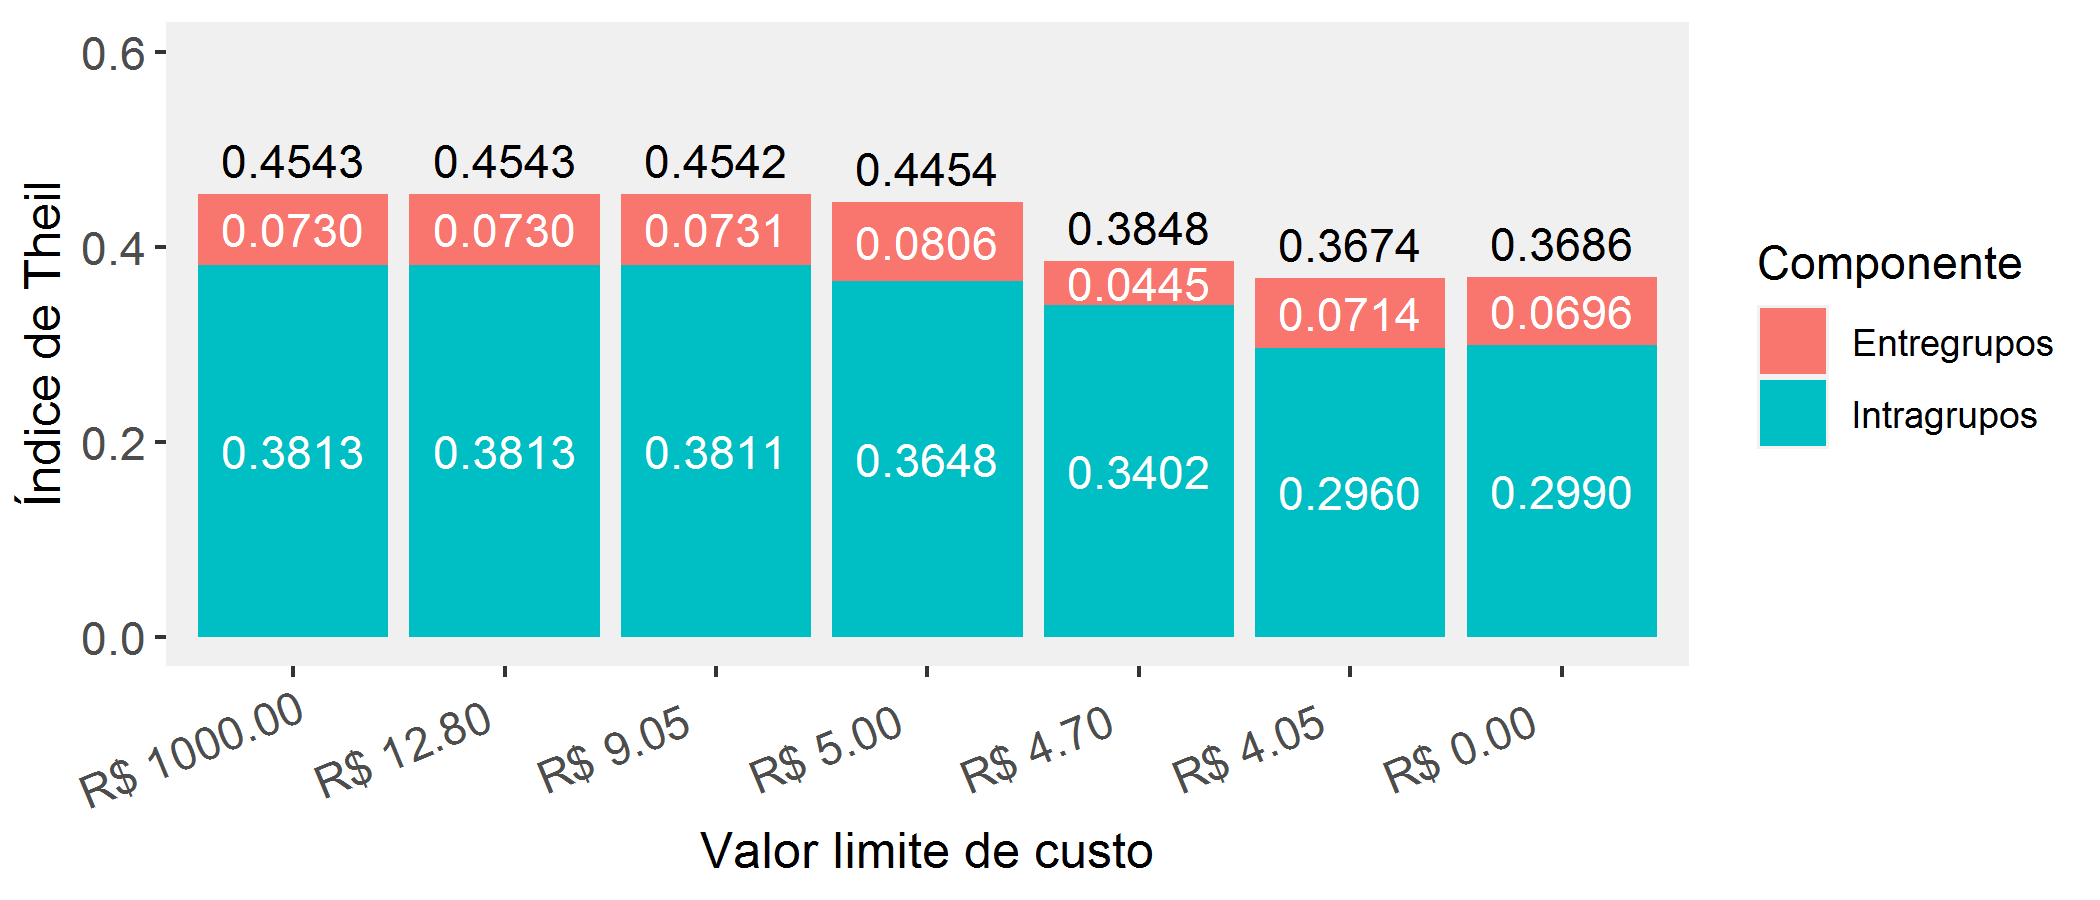 Índice de Theil
0.6
0.4
0.2
0.0
0.4543 0.4543 0.4542 0.4454 0.3848 0.3674 0.3686
0.0730 0.0730 0.0731 0.0806 0.0445 0.0714 0.0696
0.3813 0.3813 0.3811 0.3648 0.3402 0.2960 0.2990
R$ 1000.00 R$ 12.80 R$ 9.05 R$ 5.00 R$ 4.70 R$ 4.05 R$ 0.00
Valor limite de custo
Componente
Entregrupos
Intragrupos